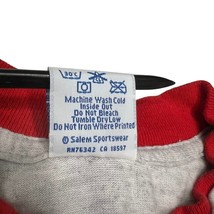 30°C
Machine Wash Cold
Inside Out
Do Not Bleach
Tumble Dry Low
Do Not Iron Where Printed
© Salem Sportswear
RN76342 CA 18597